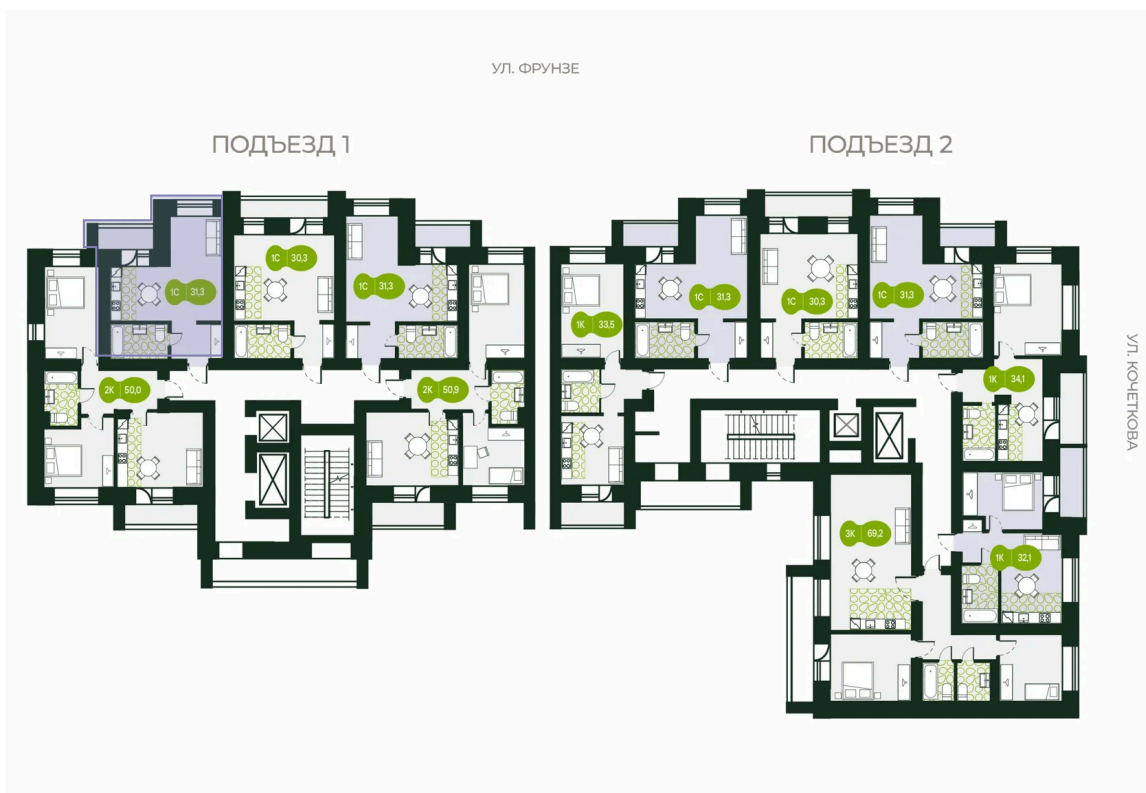 УЛ. ФРУНЗЕ
ПОДЪЕЗД 1
ПОДЪЕЗД 2
1С 31,3
1С 30,3
1С 31,3
2К 50,0
2К 50,9
1К 33,5
1С 31,3
1С 30,3
1С 31,3
1К 34,1
3К 69,2
1К 32,1
УЛ. КОЧЕТКОВА